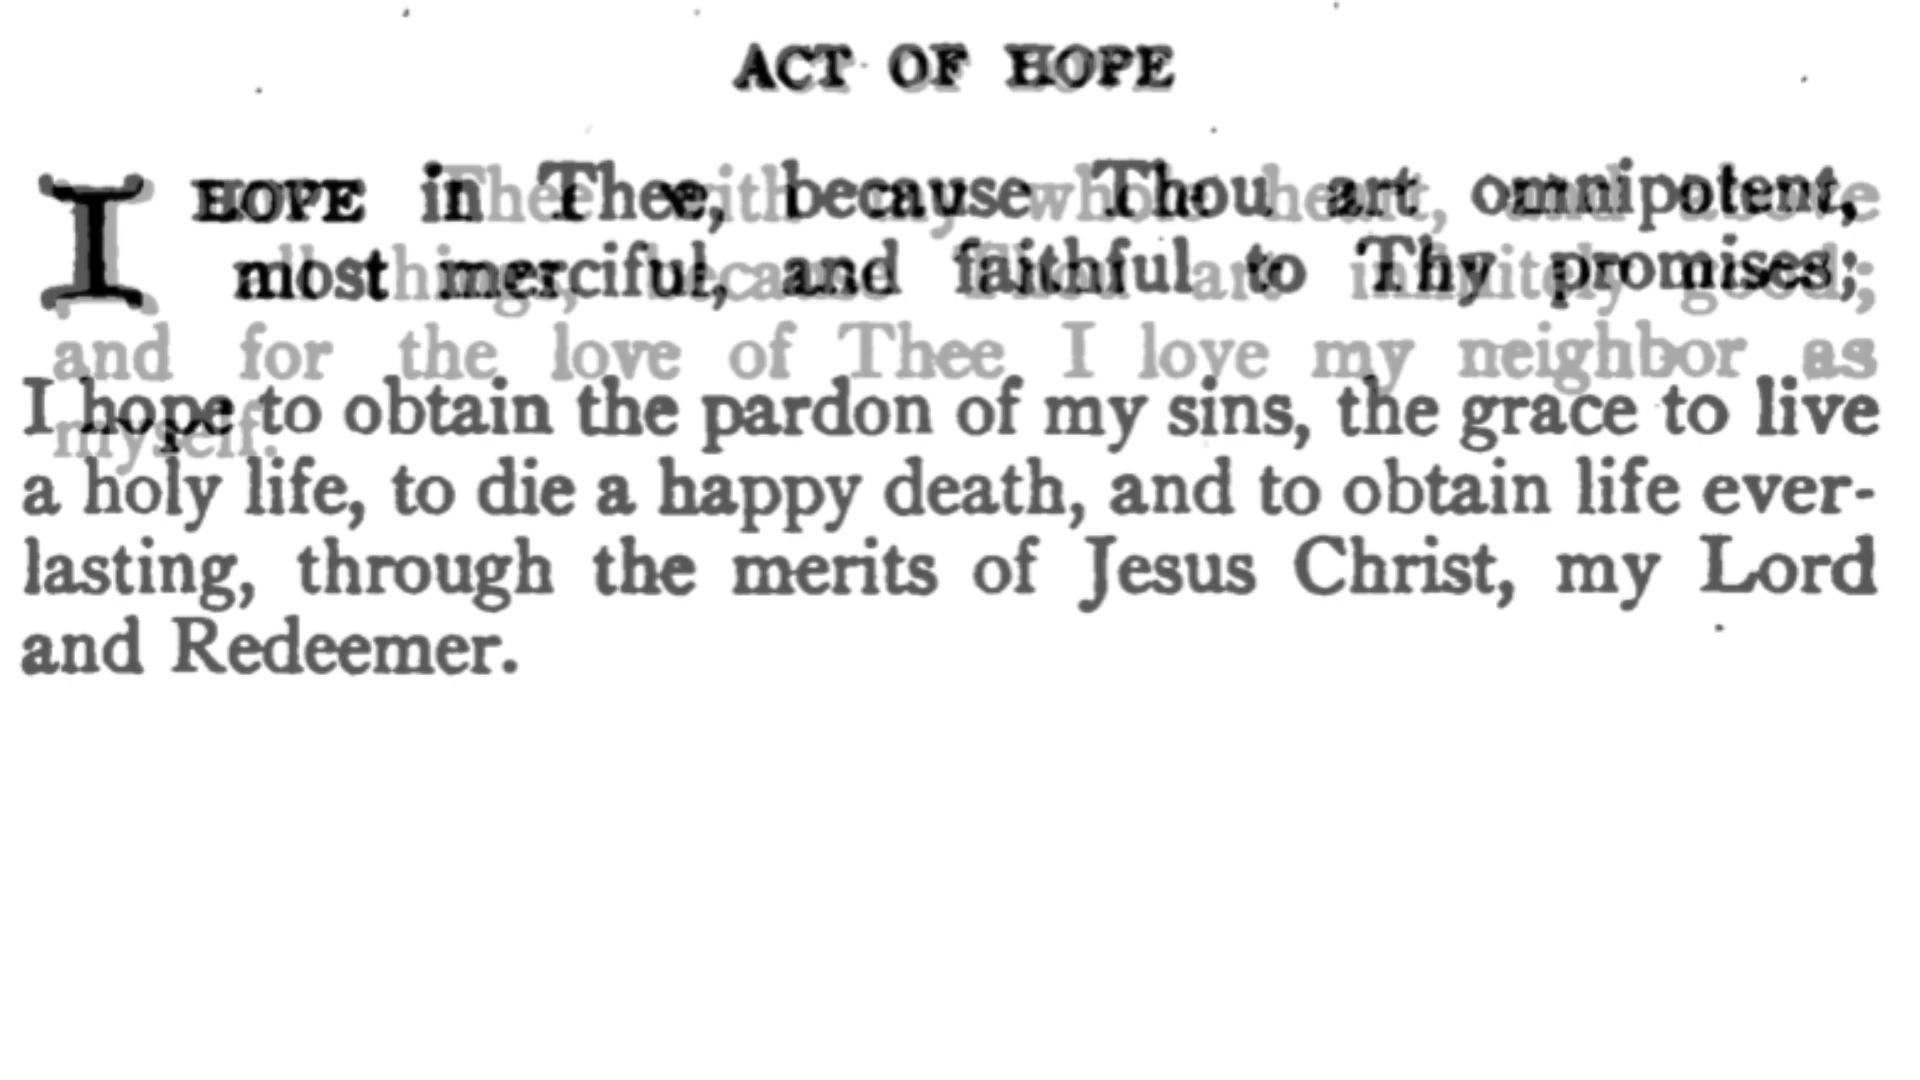 ACT OF HOPE
I HOPE in Thee, because Thou art omnipotent,
most merciful, and faithful to Thy promises;
and for the love of Thee I love my neighbor as
I hope to obtain the pardon of my sins, the grace to live
myself.
a holy life, to die a happy death, and to obtain life ever-
lasting, through the merits of Jesus Christ, my Lord
and Redeemer.